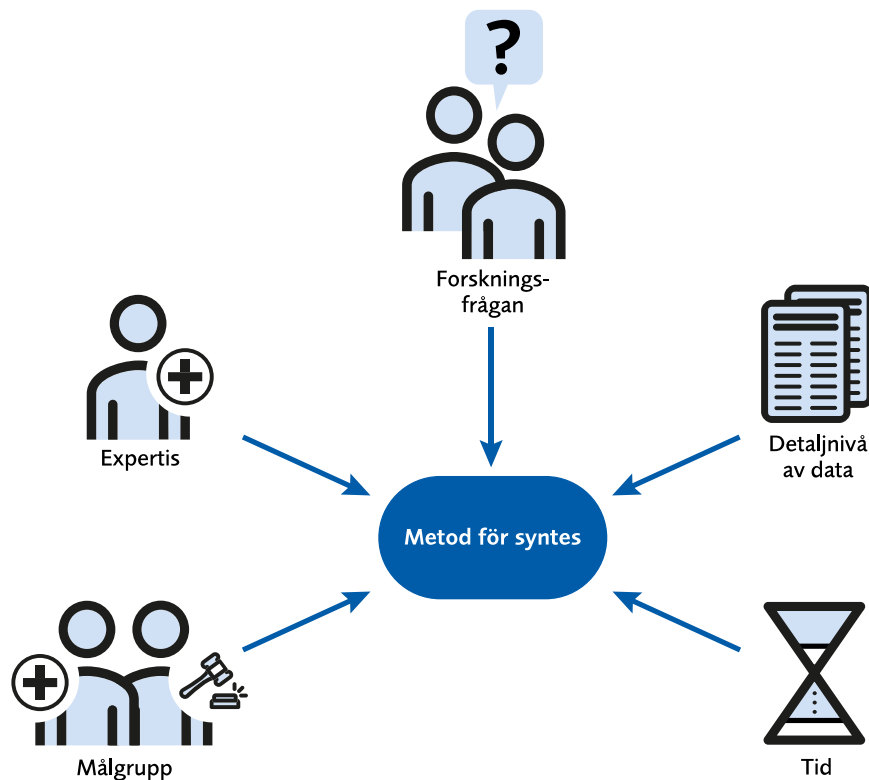 ?
Forsknings-
frågan
Expertis
Detaljnivå
av data
Metod för syntes
Målgrupp
Tid